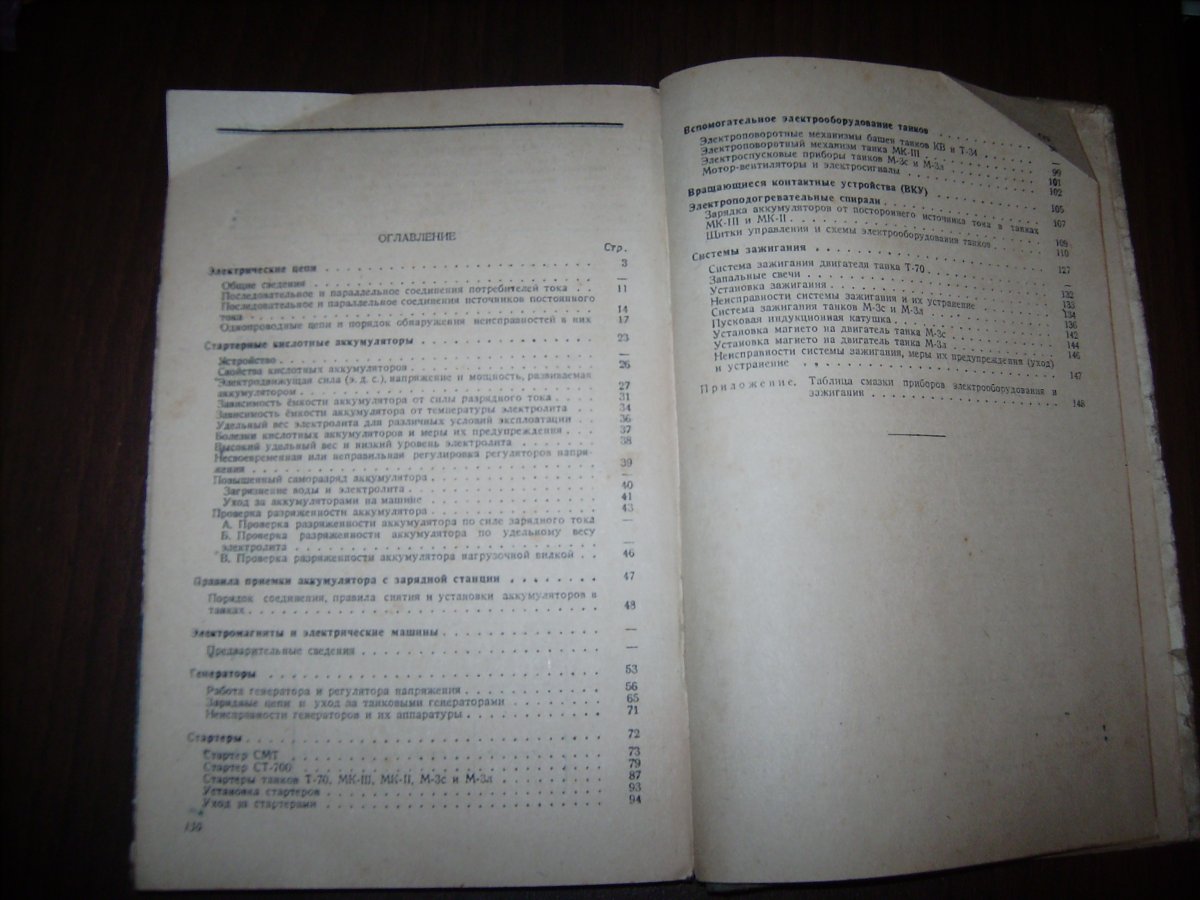 ОГЛАВЛЕНИЕ
Стр.
Электрические цепи 3
Общие сведения —
Последовательное и параллельное соединения потребителей тока 11
Последовательное и параллельное соединения источников постоянного
тока 14
Однопроводные цепи и порядок обнаружения неисправностей в них 17
Стартерные кислотные аккумуляторы 23
Устройство —
Свойства кислотных аккумуляторов 26
Электродвижущая сила (э. д. с.), напряжение и мощность, развиваемая
аккумулятором 27
Зависимость ёмкости аккумулятора от силы разрядного тока 31
Зависимость ёмкости аккумулятора от температуры электролита 34
Удельный вес электролита для различных условий эксплоатации 36
Болезни кислотных аккумуляторов и меры их предупреждения 37
Высокий удельный вес и низкий уровень электролита 38
Несвоевременная или неправильная регулировка регуляторов напря-
жения 39
Повышенный саморазряд аккумулятора —
Загрязнение воды и электролита 40
Уход за аккумуляторами на машине 41
Проверка разряженности аккумулятора 43
А. Проверка разряженности аккумулятора по силе зарядного тока —
Б. Проверка разряженности аккумулятора по удельному весу
электролита —
В. Проверка разряженности аккумулятора нагрузочной вилкой 46
Правила приемки аккумулятора с зарядной станции 47
Порядок соединения, правила снятия и установки аккумуляторов в
танках 48
Электромагниты и электрические машины —
Предварительные сведения —
Генераторы 53
Работа генератора и регулятора напряжения 56
Зарядные цепи и уход за танковыми генераторами 65
Неисправности генераторов и их аппаратуры 71
Стартеры 72
Стартер СМТ 73
Стартер СТ-700 79
Стартеры танков Т-70, МК-III, МК-II, М-3с и М-3л 87
Установка стартеров 93
Уход за стартерами 94
150
Вспомогательное электрооборудование танков
Электроповоротные механизмы башен танков КВ и Т-34 —
Электроповоротный механизм танка МК-III 99
Электроспусковые приборы танков М-3с и М-3л 101
Мотор-вентиляторы и электросигналы 102
Вращающиеся контактные устройства (ВКУ) 105
Электроподогревательные спирали 107
Зарядка аккумуляторов от постороннего источника тока в танках
МК-III и МК-II 109
Щитки управления и схемы электрооборудования танков 110
Системы зажигания 127
Система зажигания двигателя танка Т-70 —
Запальные свечи 132
Установка зажигания 133
Неисправности системы зажигания и их устранение 134
Система зажигания танков М-3с и М-3л 136
Пусковая индукционная катушка 142
Установка магнето на двигатель танка М-3с 144
Установка магнето на двигатель танка М-3л 146
Неисправности системы зажигания, меры их предупреждения (уход)
и устранение 147
Приложение. Таблица смазки приборов электрооборудования и
зажигания 148